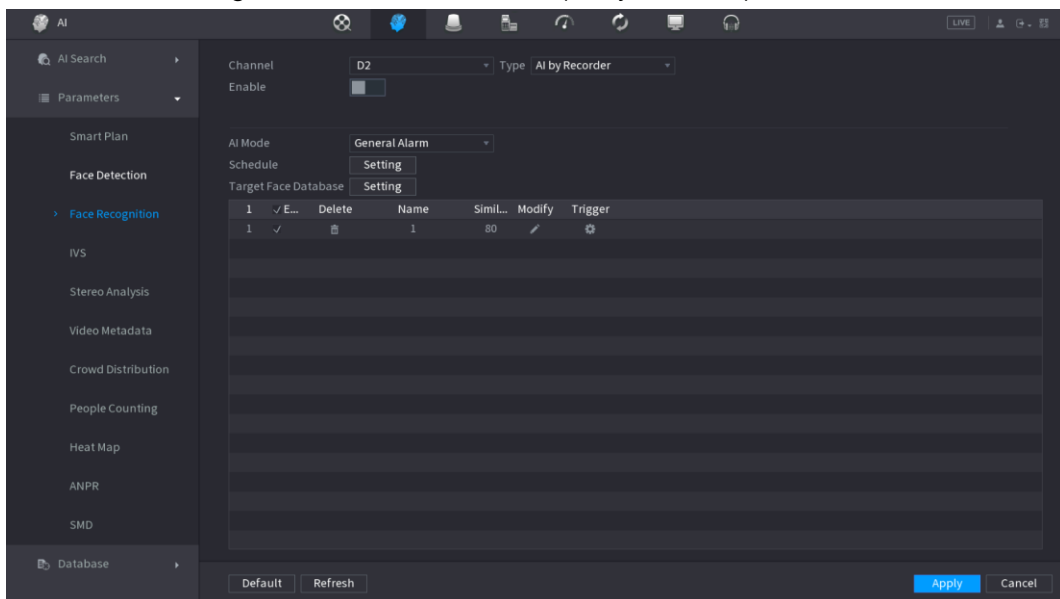 AI
LIVE
AI Search
Parameters
Smart Plan
Face Detection
Face Recognition
IVS
Stereo Analysis
Video Metadata
Crowd Distribution
People Counting
Heat Map
ANPR
SMD
Database
Channel D2 Type AI by Recorder
Enable
AI Mode General Alarm
Schedule Setting
Target Face Database Setting
1 E... Delete Name Simil... Modify Trigger
1 1 80
Default Refresh Apply Cancel